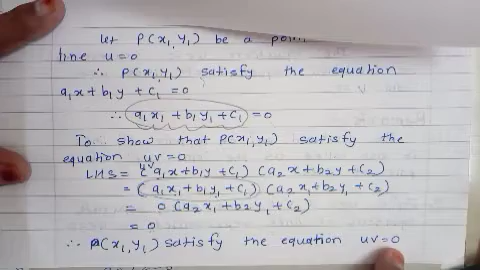 let P(x₁, y₁) be a point
line u=0
∴ P(x₁, y₁) satisfy the equation
a₁x + b₁y + c₁ = 0
∴ a₁x₁ + b₁y₁ + c₁ = 0
To show that P(x₁, y₁) satisfy the
equation uv = 0
LHS = uv (a₁x + b₁y + c₁) (a₂x + b₂y + c₂)
= (a₁x₁ + b₁y₁ + c₁) (a₂x₁ + b₂y₁ + c₂)
= 0 (a₂x₁ + b₂y₁ + c₂)
= 0
∴ P(x₁, y₁) satisfy the equation uv = 0